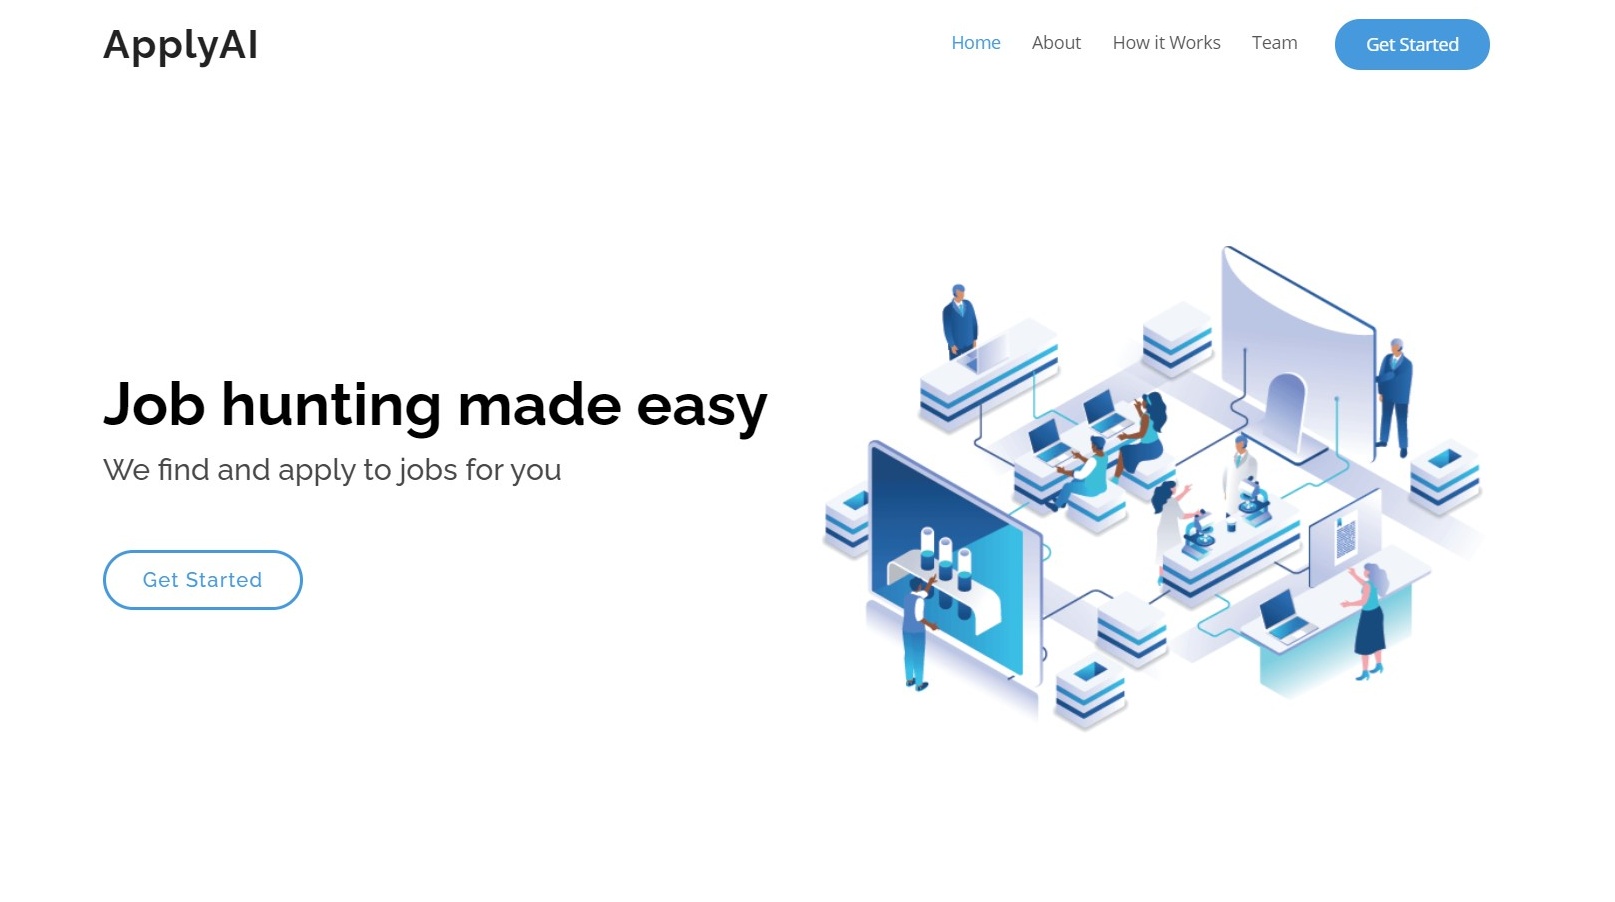 ApplyAI
Home
About
How it Works
Team
Get Started
Job hunting made easy
We find and apply to jobs for you
Get Started